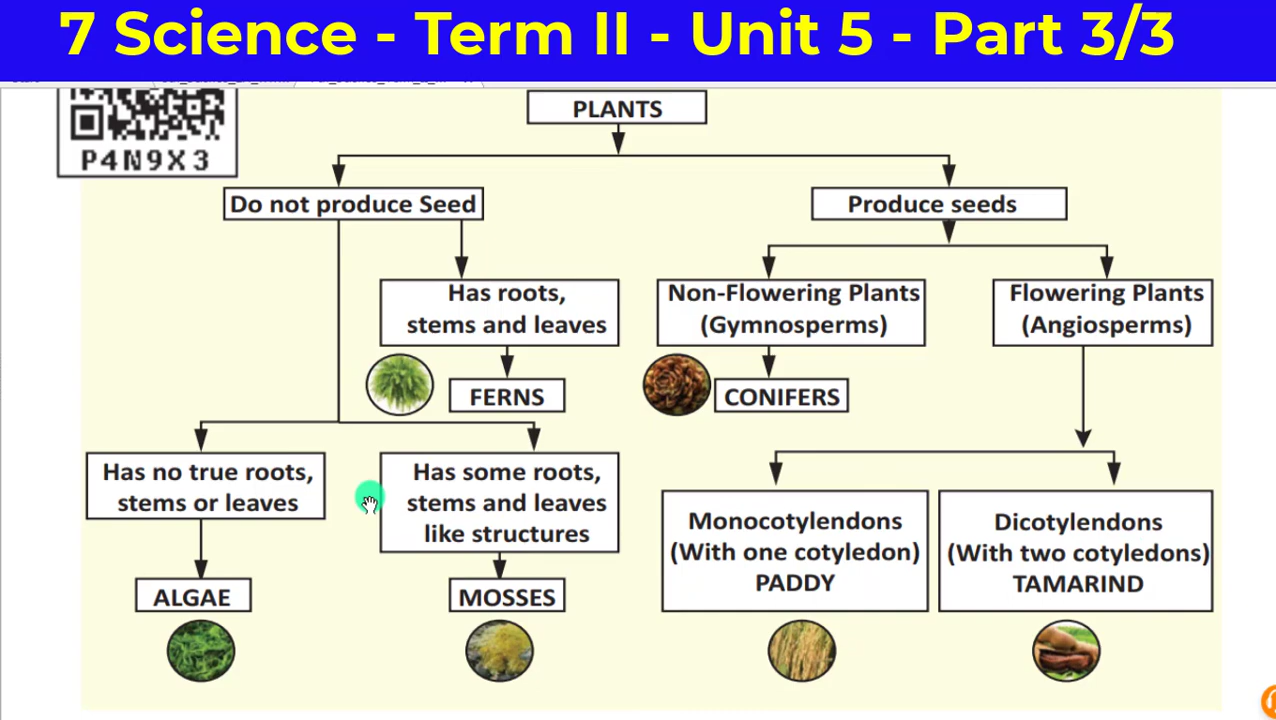 7 Science - Term II - Unit 5 - Part 3/3
P4N9X3
PLANTS
Do not produce Seed
Produce seeds
Has roots,
stems and leaves
Non-Flowering Plants
(Gymnosperms)
Flowering Plants
(Angiosperms)
FERNS
CONIFERS
Has no true roots,
stems or leaves
Has some roots,
stems and leaves
like structures
Monocotylendons
(With one cotyledon)
PADDY
Dicotylendons
(With two cotyledons)
TAMARIND
ALGAE
MOSSES